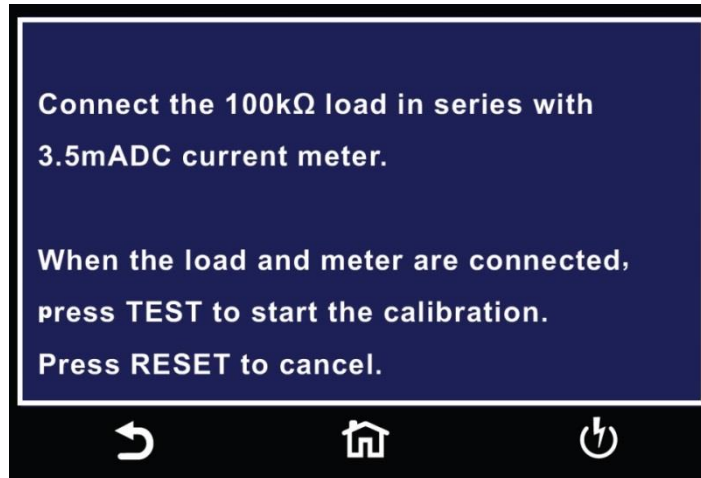 Connect the 100kΩ load in series with
3.5mADC current meter.
When the load and meter are connected,
press TEST to start the calibration.
Press RESET to cancel.